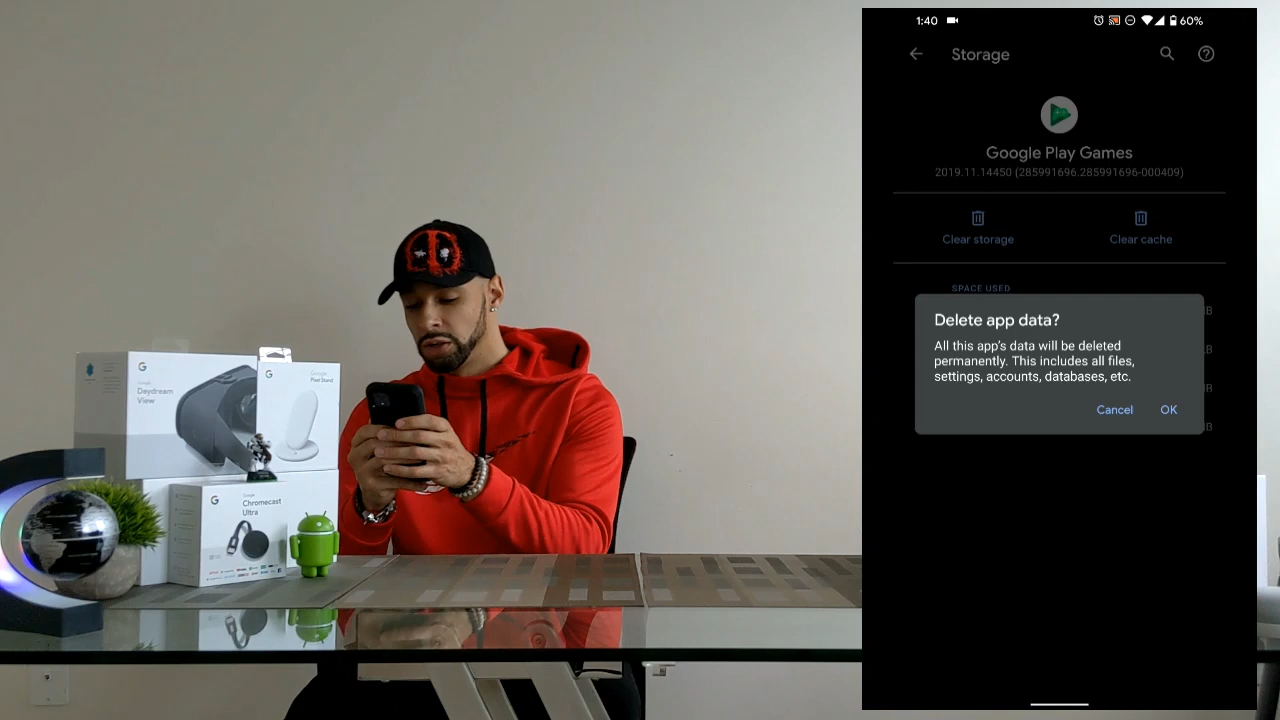 1:40
60%
Storage
Google Play Games
2019.11.14450 (285991696.285991696-000409)
Clear storage
Clear cache
SPACE USED
Delete app data?
All this app's data will be deleted
permanently. This includes all files,
settings, accounts, databases, etc.
Cancel
OK
G
Google
Daydream
View
G
Google
Pixel Stand
G
Google
Chromecast
Ultra